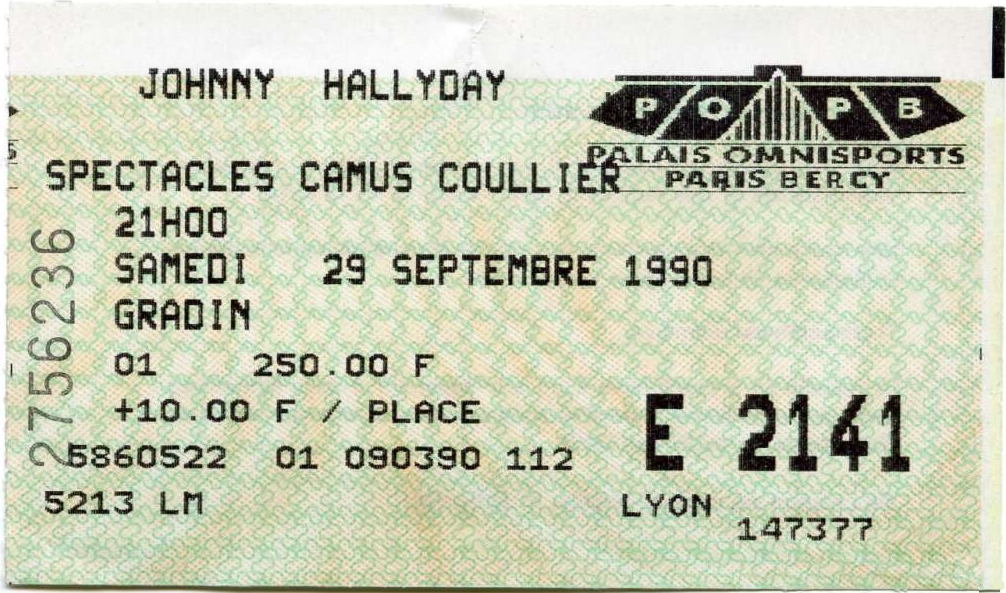 JOHNNY HALLYDAY
POPB
PALAIS OMNISPORTS
PARIS BERCY
SPECTACLES CAMUS COULLIER
21H00
SAMEDI 29 SEPTEMBRE 1990
GRADIN
01 250.00 F
+10.00 F / PLACE
E 2141
5860522 01 090390 112
5213 LM
LYON
147377
2756236